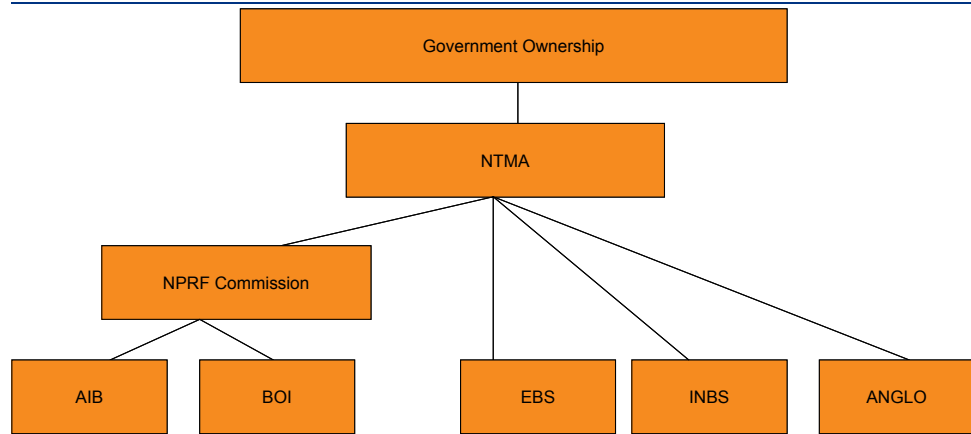 Government Ownership
NTMA
NPRF Commission
AIB
BOI
EBS
INBS
ANGLO